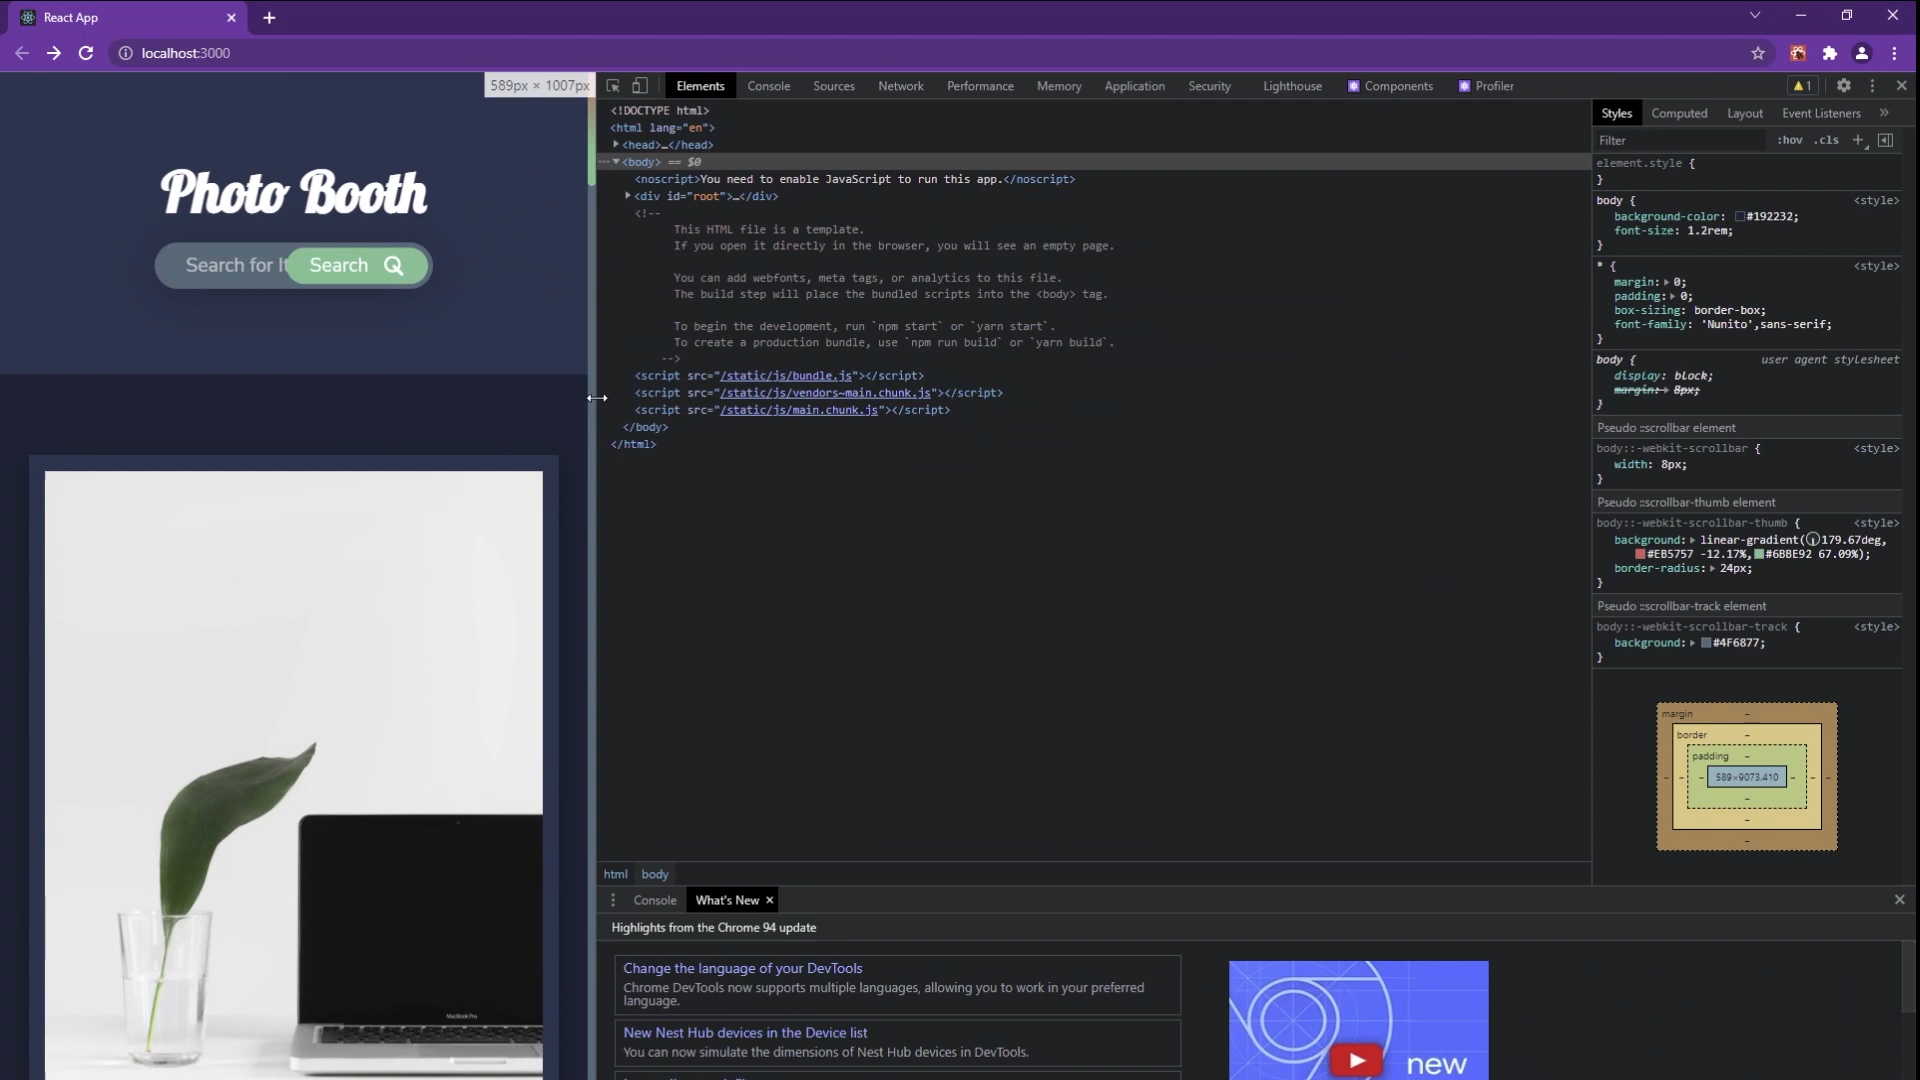 React App
localhost:3000
589px × 1007px
Photo Booth
Search for It
Search
Elements Console Sources Network Performance Memory Application Security Lighthouse Components Profiler 1
<!DOCTYPE html>
<html lang="en">
<head>…</head>
<body> == $0
<noscript>You need to enable JavaScript to run this app.</noscript>
<div id="root">…</div>
<!--
This HTML file is a template.
If you open it directly in the browser, you will see an empty page.
You can add webfonts, meta tags, or analytics to this file.
The build step will place the bundled scripts into the <body> tag.
To begin the development, run `npm start` or `yarn start`.
To create a production bundle, use `npm run build` or `yarn build`.
-->
<script src="/static/js/bundle.js"></script>
<script src="/static/js/vendors~main.chunk.js"></script>
<script src="/static/js/main.chunk.js"></script>
</body>
</html>
html body
Styles Computed Layout Event Listeners »
Filter :hov .cls +
element.style {
}
body { <style>
background-color: #192232;
font-size: 1.2rem;
}
* { <style>
margin: 0;
padding: 0;
box-sizing: border-box;
font-family: 'Nunito',sans-serif;
}
body { user agent stylesheet
display: block;
margin: 8px;
}
Pseudo ::scrollbar element
body::-webkit-scrollbar { <style>
width: 8px;
}
Pseudo ::scrollbar-thumb element
body::-webkit-scrollbar-thumb { <style>
background: linear-gradient(179.67deg,
#EB5757 -12.17%, #6BBE92 67.09%);
border-radius: 24px;
}
Pseudo ::scrollbar-track element
body::-webkit-scrollbar-track { <style>
background: #4F6877;
}
margin –
border –
padding –
– – – 589×9073.410 – – –
–
–
–
Console What's New ×
Highlights from the Chrome 94 update
Change the language of your DevTools
Chrome DevTools now supports multiple languages, allowing you to work in your preferred
language.
New Nest Hub devices in the Device list
You can now simulate the dimensions of Nest Hub devices in DevTools.
new
MacBook Pro